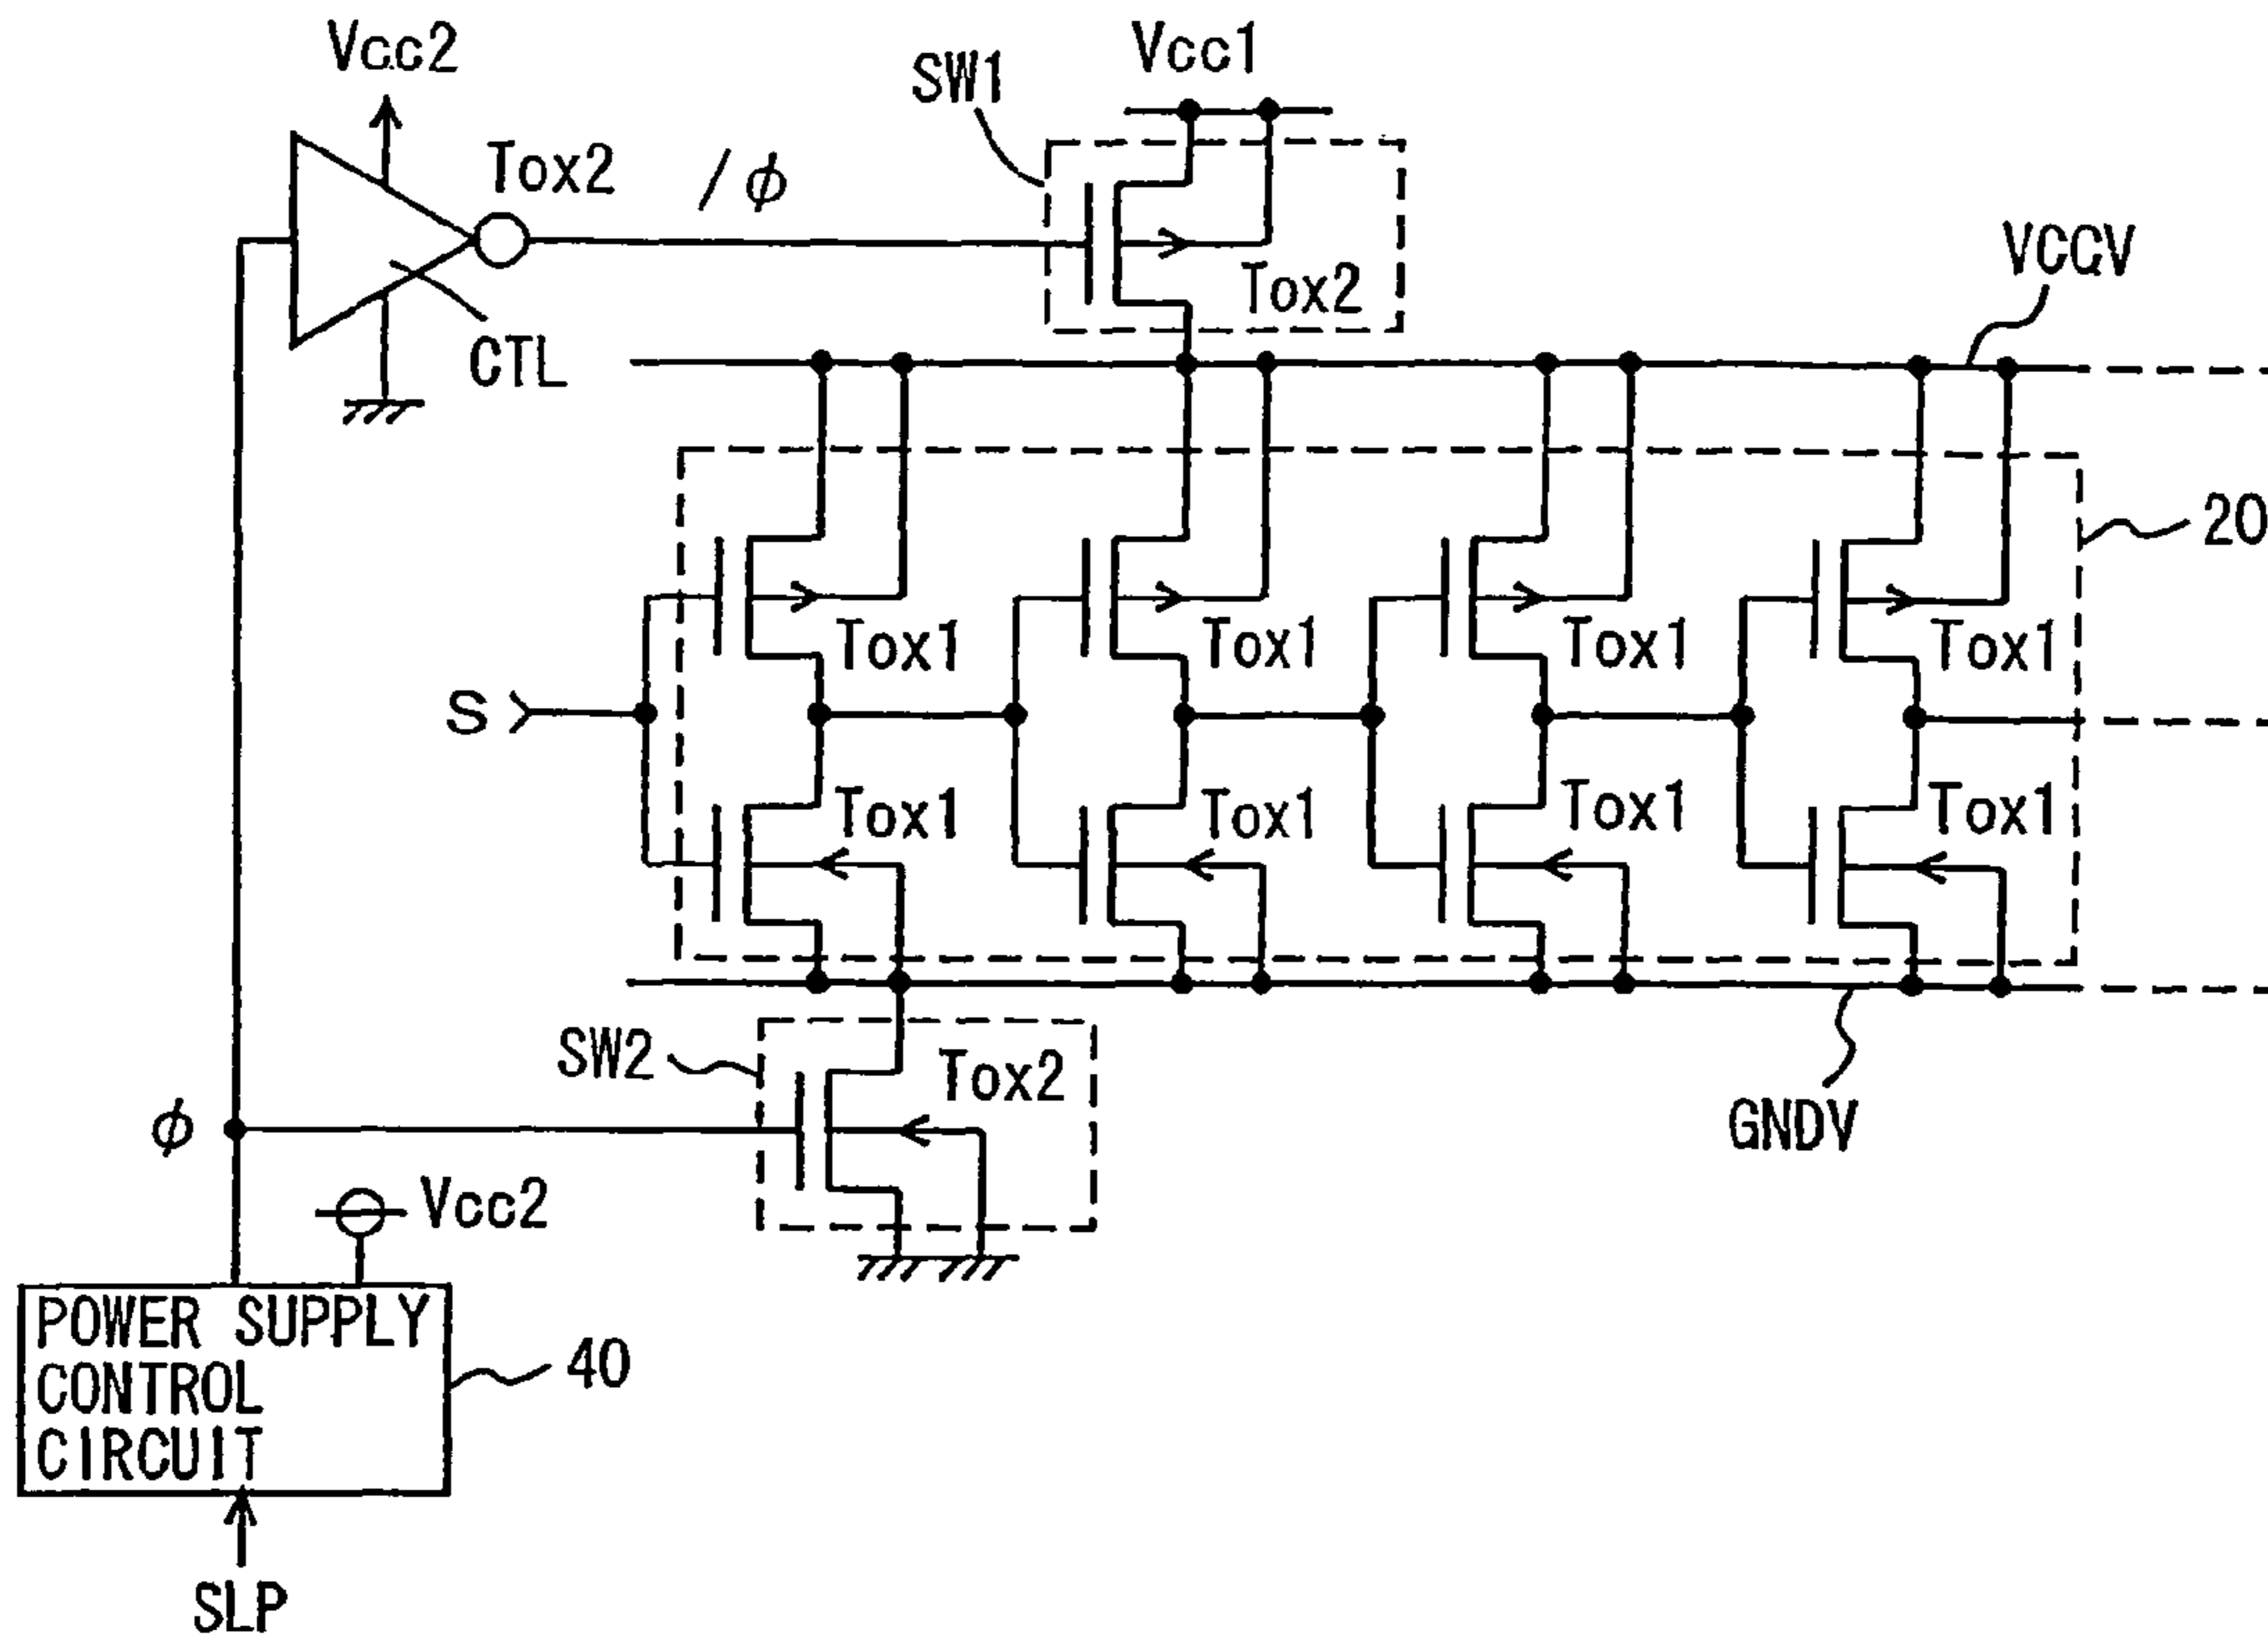 Vcc2
Vcc1
SW1
Tox2
/φ
Tox2
VCCV
CTL
20
Tox1
Tox1
Tox1
Tox1
S
Tox1
Tox1
Tox1
Tox1
SW2
Tox2
φ
GNDV
Vcc2
POWER SUPPLY
CONTROL
CIRCUIT
40
SLP